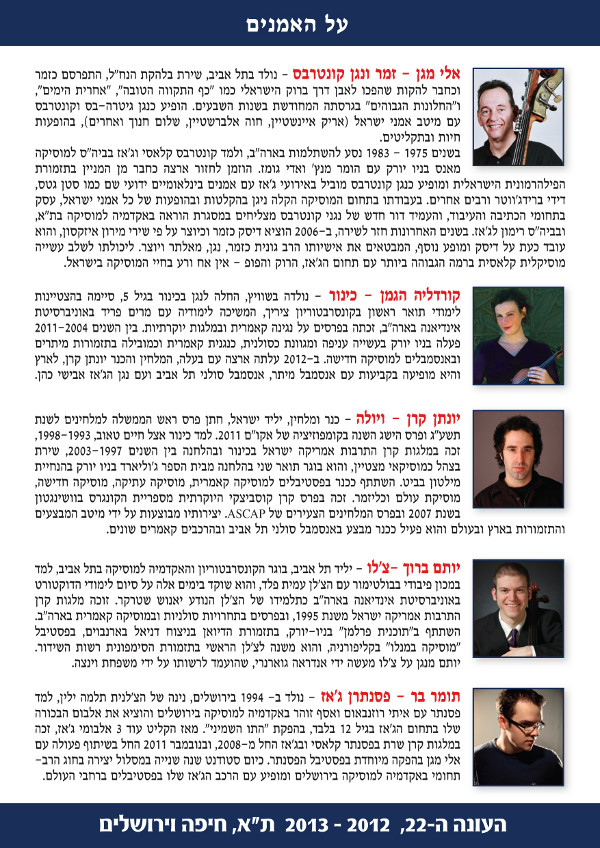 על האמנים
אלי מגן - זמר ונגן קונטרבס - נולד בתל אביב, שירת בלהקת הנח"ל, התפרסם כזמר
וכחבר להקות שהפכו לאבן דרך ברוק הישראלי כמו "כף התקווה הטובה", "אחרית הימים",
ו"החלונות הגבוהים" בגרסתה המחודשת בשנות השבעים. הופיע כנגן גיטרה-בס וקונטרבס
עם מיטב אמני ישראל (אריק איינשטיין, חוה אלברשטיין, שלום חנוך ואחרים), בהופעות
חיות ובתקליטים.
בשנים 1975 - 1983 נסע להשתלמות בארה"ב, ולמד קונטרבס קלאסי וג'אז בביה"ס למוסיקה
מאנס בניו יורק עם הומר מנץ' ואדי גומז. הוזמן לחזור ארצה כחבר מן המניין בתזמורת
הפילהרמונית הישראלית ומופיע כנגן קונטרבס מוביל באירועי ג'אז עם אמנים בינלאומיים ידועי שם כמו סטן גטס,
דידי ברידג'ווטר ורבים אחרים. בעבודתו בתחום המוסיקה הקלה ניגן בהקלטות ובהופעות של כל אמני ישראל, עסק
בתחומי הכתיבה והעיבוד, והעמיד דור חדש של נגני קונטרבס מצליחים במסגרת הוראה באקדמיה למוסיקה בת"א,
ובביה"ס רימון לג'אז. בשנים האחרונות חזר לשירה, ב-2006 הוציא דיסק כזמר וכיוצר על פי שירי מירון איזקסון, והוא
עובד כעת על דיסק ומופע נוסף, המבטאים את אישיותו הרב גונית כזמר, נגן, מאלתר ויוצר. ליכולתו לשלב עשייה
מוסיקלית קלאסית ברמה הגבוהה ביותר עם תחום הג'אז, הרוק והפופ - אין אח ורע בחיי המוסיקה בישראל.
קורדליה הגמן - כינור - נולדה בשוויץ, החלה לנגן בכינור בגיל 5, סיימה בהצטיינות
לימודי תואר ראשון בקונסרבטוריון ציריך, המשיכה לימודיה עם מרים פריד באוניברסיטת
אינדיאנה בארה"ב, זכתה בפרסים על נגינה קאמרית ובמלגות יוקרתיות. בין השנים 2004-2011
פעלה בניו יורק בעשייה ענפה ומגוונת כסולנית, כנגנית קאמרית וכמובילה בתזמורות מיתרים
ובאנסמבלים למוסיקה חדישה. ב-2012 עלתה ארצה עם בעלה, המלחין והכנר יונתן קרן, לארץ
והיא מופיעה בקביעות עם אנסמבל מיתר, אנסמבל סולני תל אביב ועם נגן הג'אז אבישי כהן.
יונתן קרן - ויולה - כנר ומלחין, יליד ישראל, חתן פרס ראש הממשלה למלחינים לשנת
תשע"ג ופרס הישג השנה בקומפוזיציה של אקו"ם 2011. למד כינור אצל חיים טאוב, 1993-1998,
זכה במלגות קרן התרבות אמריקה ישראל בכינור ובהלחנה בין השנים 1997-2003, שירת
בצהל כמוסיקאי מצטיין, והוא בוגר תואר שני בהלחנה מבית הספר ג'וליארד בניו יורק בהנחיית
מילטון בביט. השתתף ככנר בפסטיבלים למוסיקה קאמרית, מוסיקה עתיקה, מוסיקה חדישה,
מוסיקת עולם וכליזמר. זכה בפרס קרן קוסביצקי היוקרתית מספריית הקונגרס בוושינגטון
בשנת 2007 ובפרס המלחינים הצעירים של ASCAP. יצירותיו מבוצעות על ידי מיטב המבצעים
והתזמורות בארץ ובעולם והוא פעיל ככנר מבצע באנסמבל סולני תל אביב ובהרכבים קאמרים שונים.
יותם ברוך -צ'לו - יליד תל אביב, בוגר הקונסרבטוריון והאקדמיה למוסיקה בתל אביב, למד
במכון פיבודי בבולטימור עם הצ'לן עמית פלד, והוא שוקד בימים אלה על סיום לימודי הדוקטורט
באוניברסיטת אינדיאנה בארה"ב כתלמידו של הצ'לן הנודע יאנוש שטרקר. זוכה מלגות קרן
התרבות אמריקה ישראל משנת 1995, ובפרסים בתחרויות סולניות ובמוסיקה קאמרית בארה"ב.
השתתף ב"תוכנית פרלמן" בניו-יורק, בתזמורת הדיואן בניצוח דניאל בארנבוים, בפסטיבל
"מוסיקה במנלו" בקליפורניה, והוא משנה לצ'לן הראשי בתזמורת הסימפונית רשות השידור.
יותם מנגן על צ'לו מעשה ידי אנדראה גוארנרי, שהועמד לרשותו על ידי משפחת וינצה.
תומר בר - פסנתרן ג'אז - נולד ב- 1994 בירושלים, נינה של הצ'לנית תלמה ילין, למד
פסנתר עם איתי רוזנבאום ואסף זוהר באקדמיה למוסיקה בירושלים והוציא את אלבום הבכורה
שלו בתחום הג'אז בגיל 12 בלבד, בהפקת "התו השמיני". מאז הקליט עוד 3 אלבומי ג'אז, זכה
במלגות קרן שרת בפסנתר קלאסי ובג'אז החל מ-2008, ובנובמבר 2011 החל בשיתוף פעולה עם
אלי מגן בהפקה מיוחדת בפסטיבל הפסנתר. כיום סטודנט שנה שנייה במסלול יצירה בחוג הרב-
תחומי באקדמיה למוסיקה בירושלים ומופיע עם הרכב הג'אז שלו בפסטיבלים ברחבי העולם.
העונה ה-22, 2012 - 2013 ת"א, חיפה וירושלים